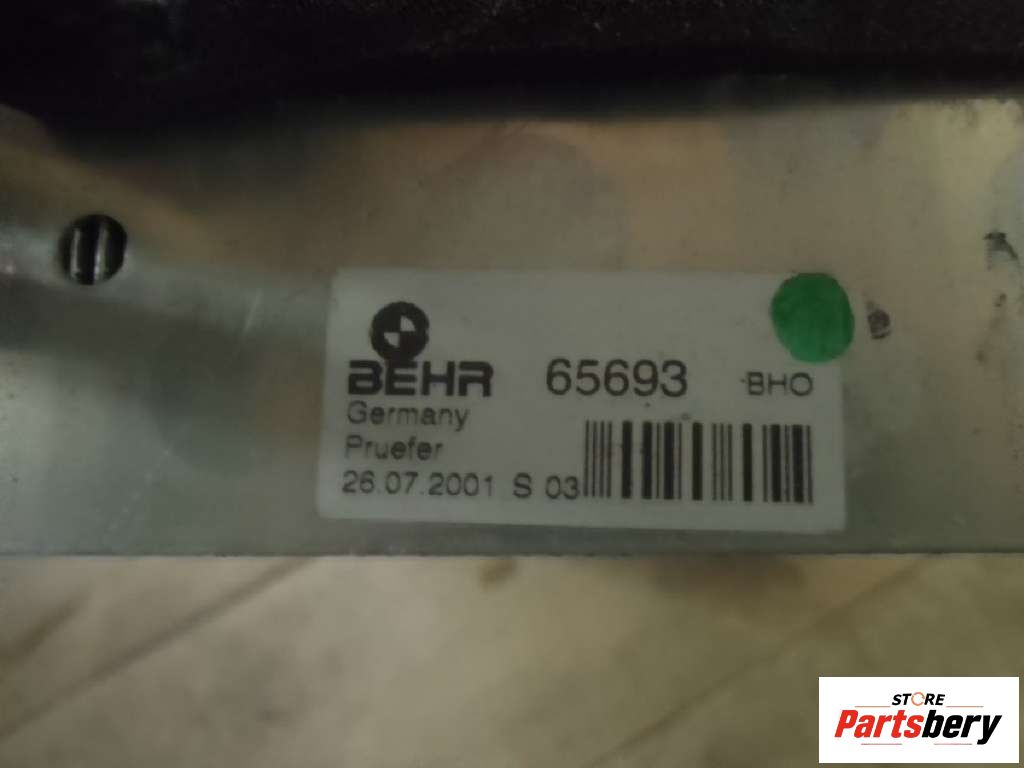 BEHR 65693 BHO
Germany
Pruefer
26.07.2001 S 03
STORE
Partsbery